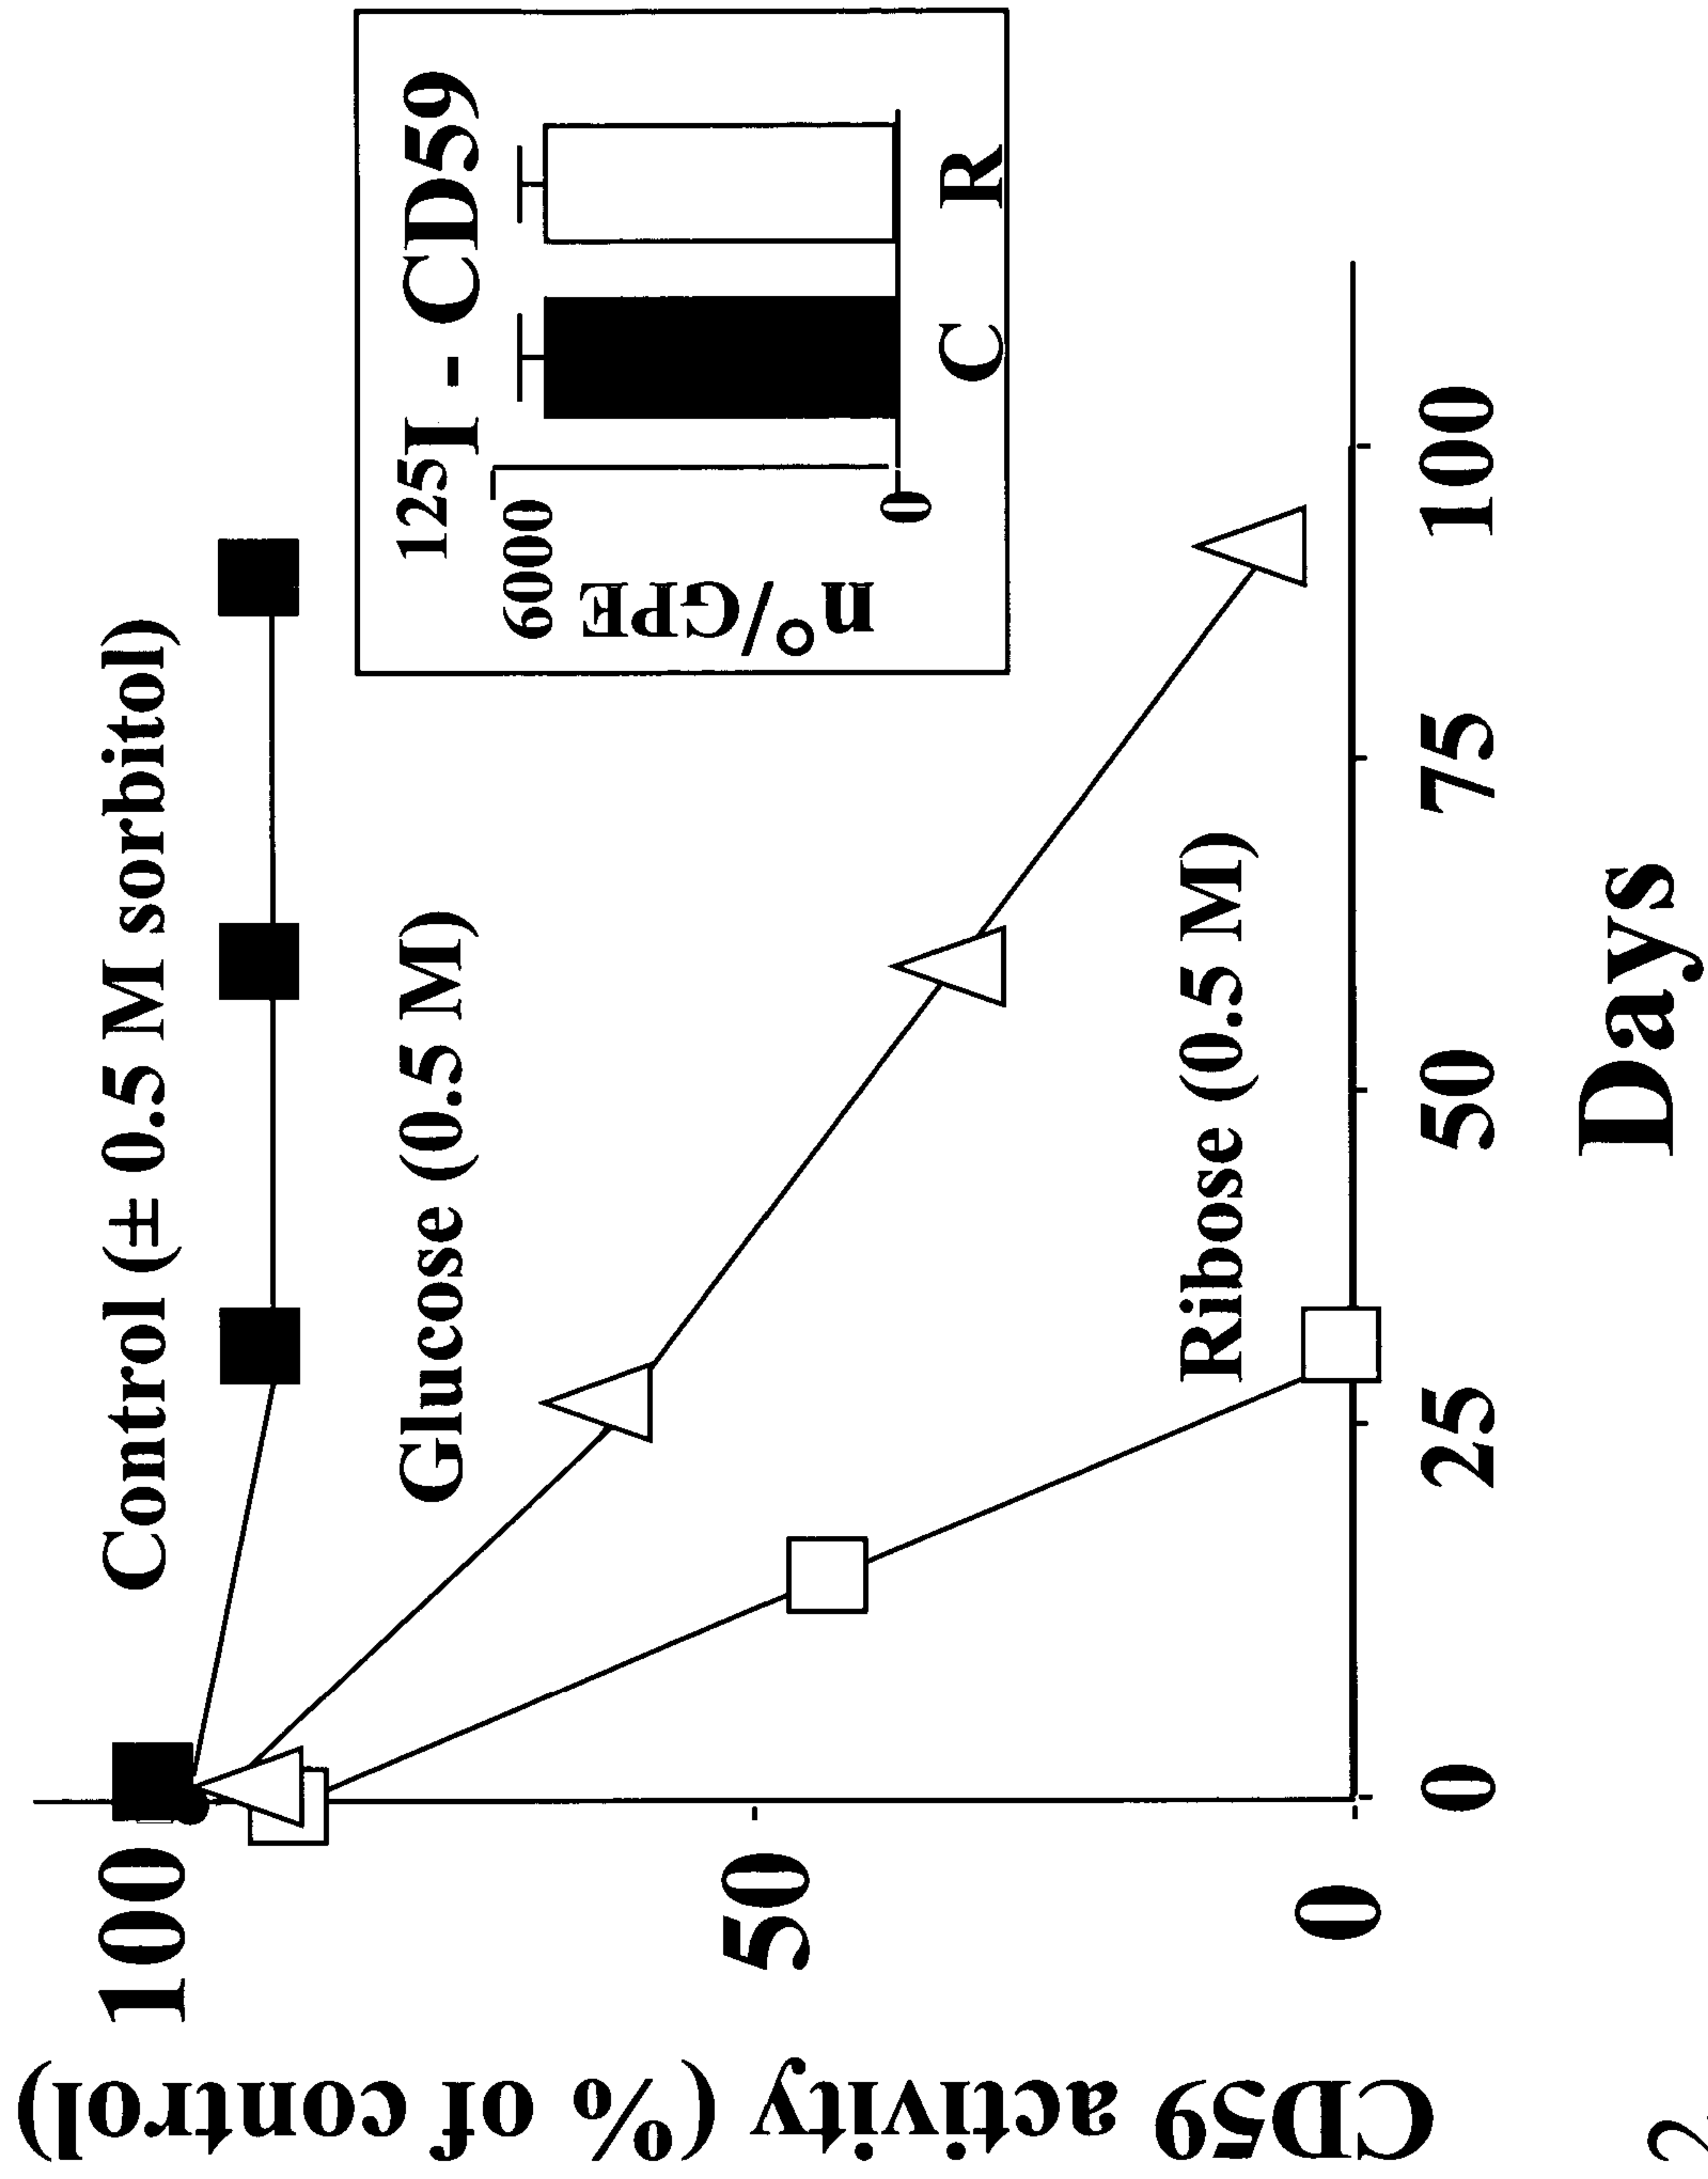 CD59 activity (% of control)
100
50
0
Control (± 0.5 M sorbitol)
Glucose (0.5 M)
Ribose (0.5 M)
125I - CD59
n°/GPE
6000
0
C R
0 25 50 75 100
Days